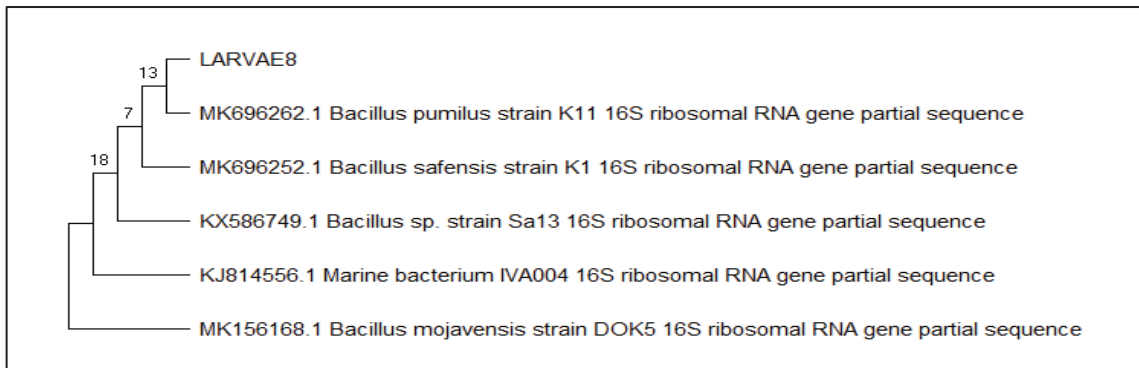 LARVAE8
13
MK696262.1 Bacillus pumilus strain K11 16S ribosomal RNA gene partial sequence
7
MK696252.1 Bacillus safensis strain K1 16S ribosomal RNA gene partial sequence
18
KX586749.1 Bacillus sp. strain Sa13 16S ribosomal RNA gene partial sequence
KJ814556.1 Marine bacterium IVA004 16S ribosomal RNA gene partial sequence
MK156168.1 Bacillus mojavensis strain DOK5 16S ribosomal RNA gene partial sequence